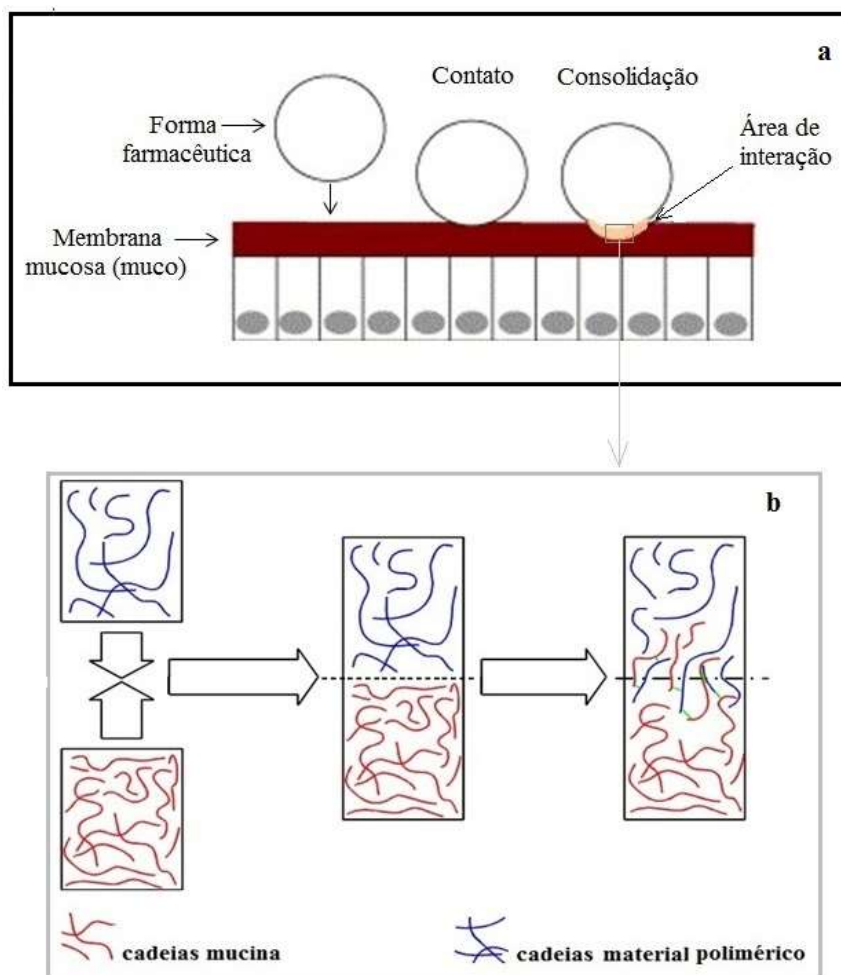 a
Contato
Consolidação
Forma
farmacêutica
Área de
interação
Membrana
mucosa (muco)
b
cadeias mucina
cadeias material polimérico